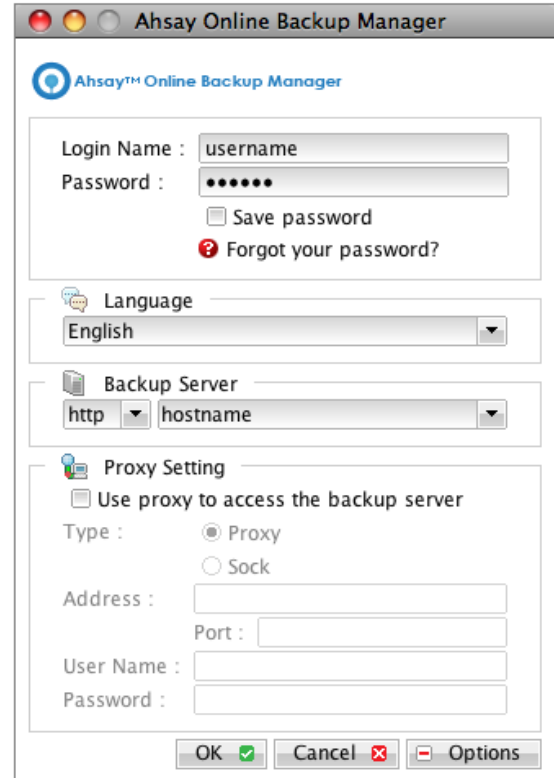 Ahsay Online Backup Manager
Ahsay™ Online Backup Manager
Login Name : username
Password : ••••••
Save password
Forgot your password?
Language
English
Backup Server
http hostname
Proxy Setting
Use proxy to access the backup server
Type : Proxy
Sock
Address :
Port :
User Name :
Password :
OK Cancel Options